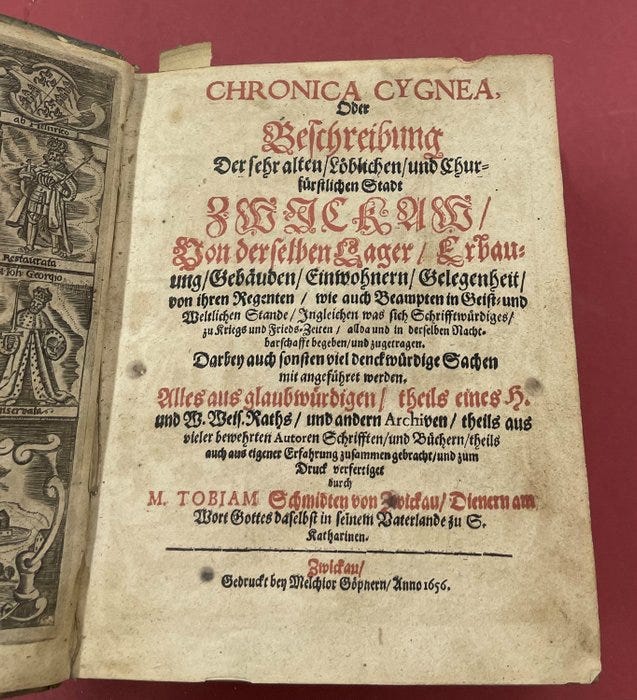 ab Heinrico
Restaurata
Joh Georgio
CHRONICA CYGNEA,
Oder
Beschreibung
Der sehr alten/Löblichen/und Chur-
fürstlichen Stadt
ZWICKAW/
Von derselben Lager/ Erbau-
ung/Gebäuden/Einwohnern/Gelegenheit/
von ihren Regenten/ wie auch Beampten in Geist- und
Weltlichen Stande/Ingleichen was sich Schrifftwürdiges/
zu Kriegs und Frieds-Zeiten/ allda und in derselben Nach-
barschafft begeben/und zugetragen.
Darbey auch sonsten viel denckwürdige Sachen
mit angeführet werden.
Alles aus glaubwürdigen/ theils eines H.
und W. Weis. Raths/ und andern Archiven/ theils aus
vieler bewehrten Autoren Schrifften/und Büchern/theils
auch aus eigener Erfahrung zusammen gebracht/und zum
Druck verfertiget
durch
M. TOBIAM Schmidten von Zwickau/ Dienern am
Wort Gottes daselbst in seinem Vaterlande zu S.
Katharinen.
Zwickau/
Gedruckt bey Melchior Göpnern/Anno 1656.